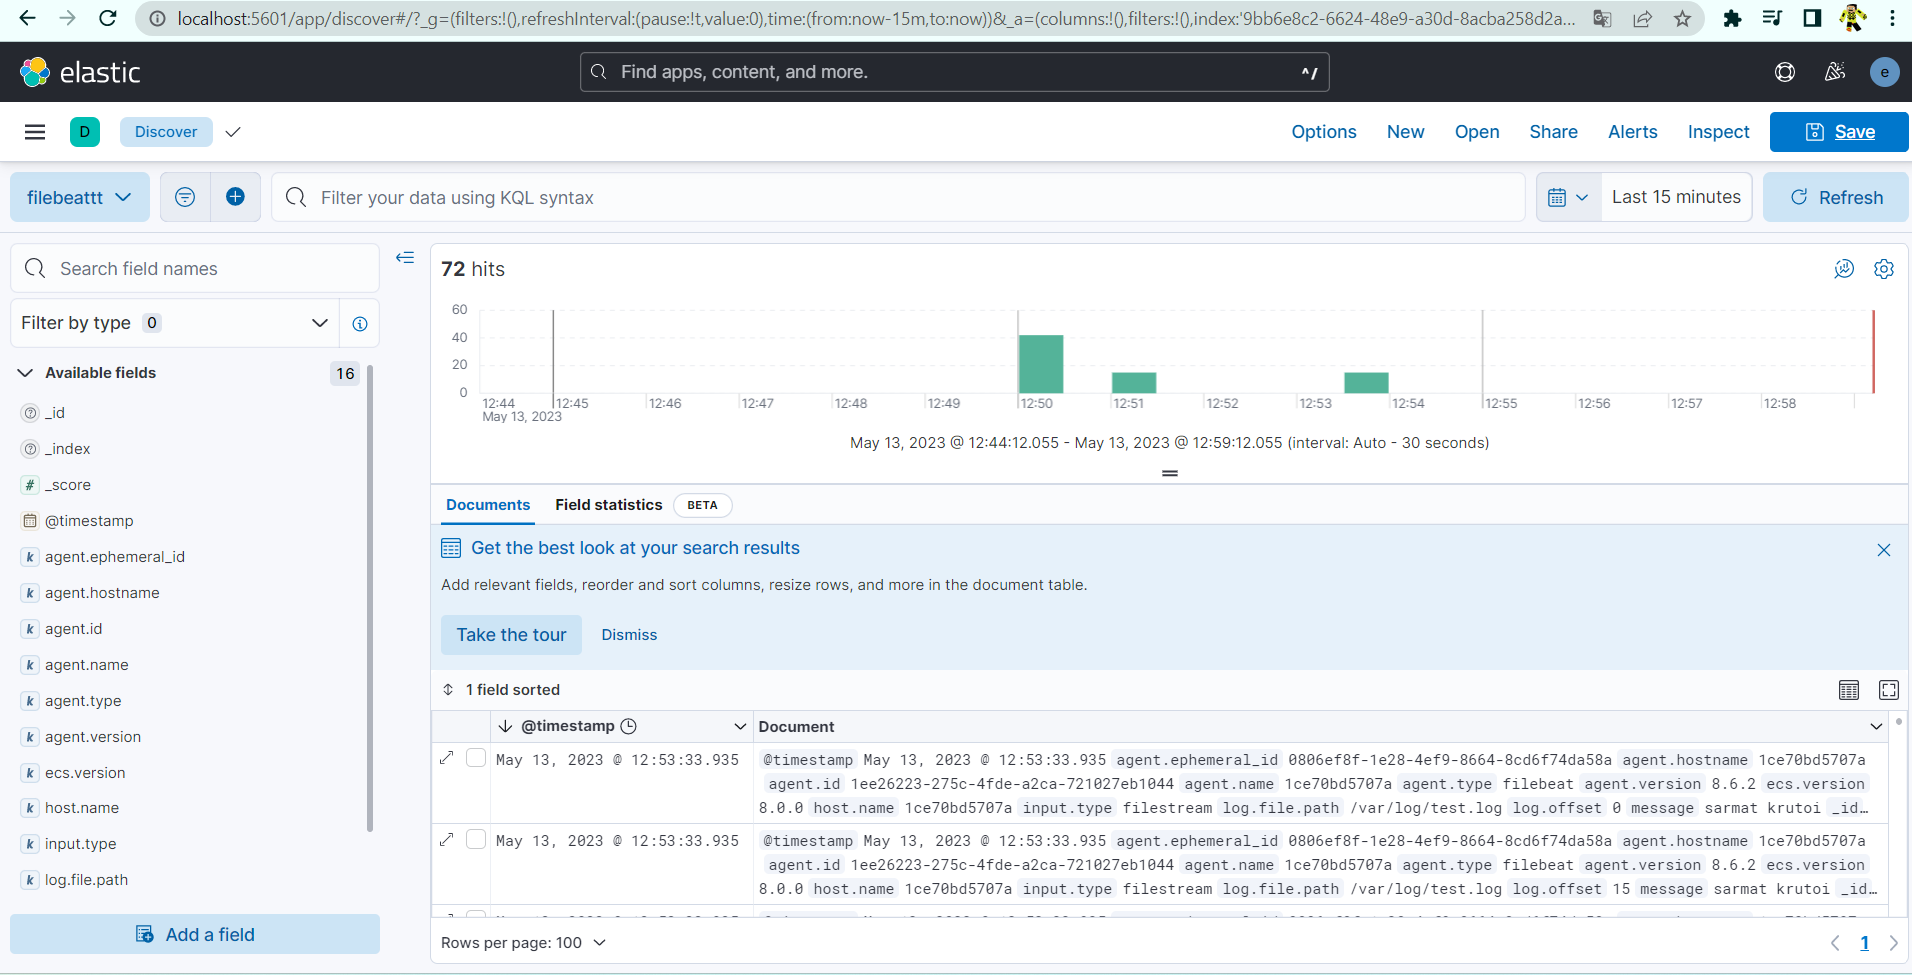 localhost:5601/app/discover#/?_g=(filters:!(),refreshInterval:(pause:!t,value:0),time:(from:now-15m,to:now))&_a=(columns:!(),filters:!(),index:'9bb6e8c2-6624-48e9-a30d-8acba258d2a...
elastic
Find apps, content, and more.
^/
e
D
Discover
Options
New
Open
Share
Alerts
Inspect
Save
filebeattt
Filter your data using KQL syntax
Last 15 minutes
Refresh
Search field names
Filter by type 0
Available fields 16
_id
_index
# _score
@timestamp
k agent.ephemeral_id
k agent.hostname
k agent.id
k agent.name
k agent.type
k agent.version
k ecs.version
k host.name
k input.type
k log.file.path
Add a field
72 hits
60
40
20
0
12:44 12:45 12:46 12:47 12:48 12:49 12:50 12:51 12:52 12:53 12:54 12:55 12:56 12:57 12:58
May 13, 2023
May 13, 2023 @ 12:44:12.055 - May 13, 2023 @ 12:59:12.055 (interval: Auto - 30 seconds)
Documents
Field statistics
BETA
Get the best look at your search results
Add relevant fields, reorder and sort columns, resize rows, and more in the document table.
Take the tour
Dismiss
1 field sorted
@timestamp
Document
May 13, 2023 @ 12:53:33.935
@timestamp May 13, 2023 @ 12:53:33.935 agent.ephemeral_id 0806ef8f-1e28-4ef9-8664-8cd6f74da58a agent.hostname 1ce70bd5707a
agent.id 1ee26223-275c-4fde-a2ca-721027eb1044 agent.name 1ce70bd5707a agent.type filebeat agent.version 8.6.2 ecs.version
8.0.0 host.name 1ce70bd5707a input.type filestream log.file.path /var/log/test.log log.offset 0 message sarmat krutoi _id…
May 13, 2023 @ 12:53:33.935
@timestamp May 13, 2023 @ 12:53:33.935 agent.ephemeral_id 0806ef8f-1e28-4ef9-8664-8cd6f74da58a agent.hostname 1ce70bd5707a
agent.id 1ee26223-275c-4fde-a2ca-721027eb1044 agent.name 1ce70bd5707a agent.type filebeat agent.version 8.6.2 ecs.version
8.0.0 host.name 1ce70bd5707a input.type filestream log.file.path /var/log/test.log log.offset 15 message sarmat krutoi _id…
Rows per page: 100
1